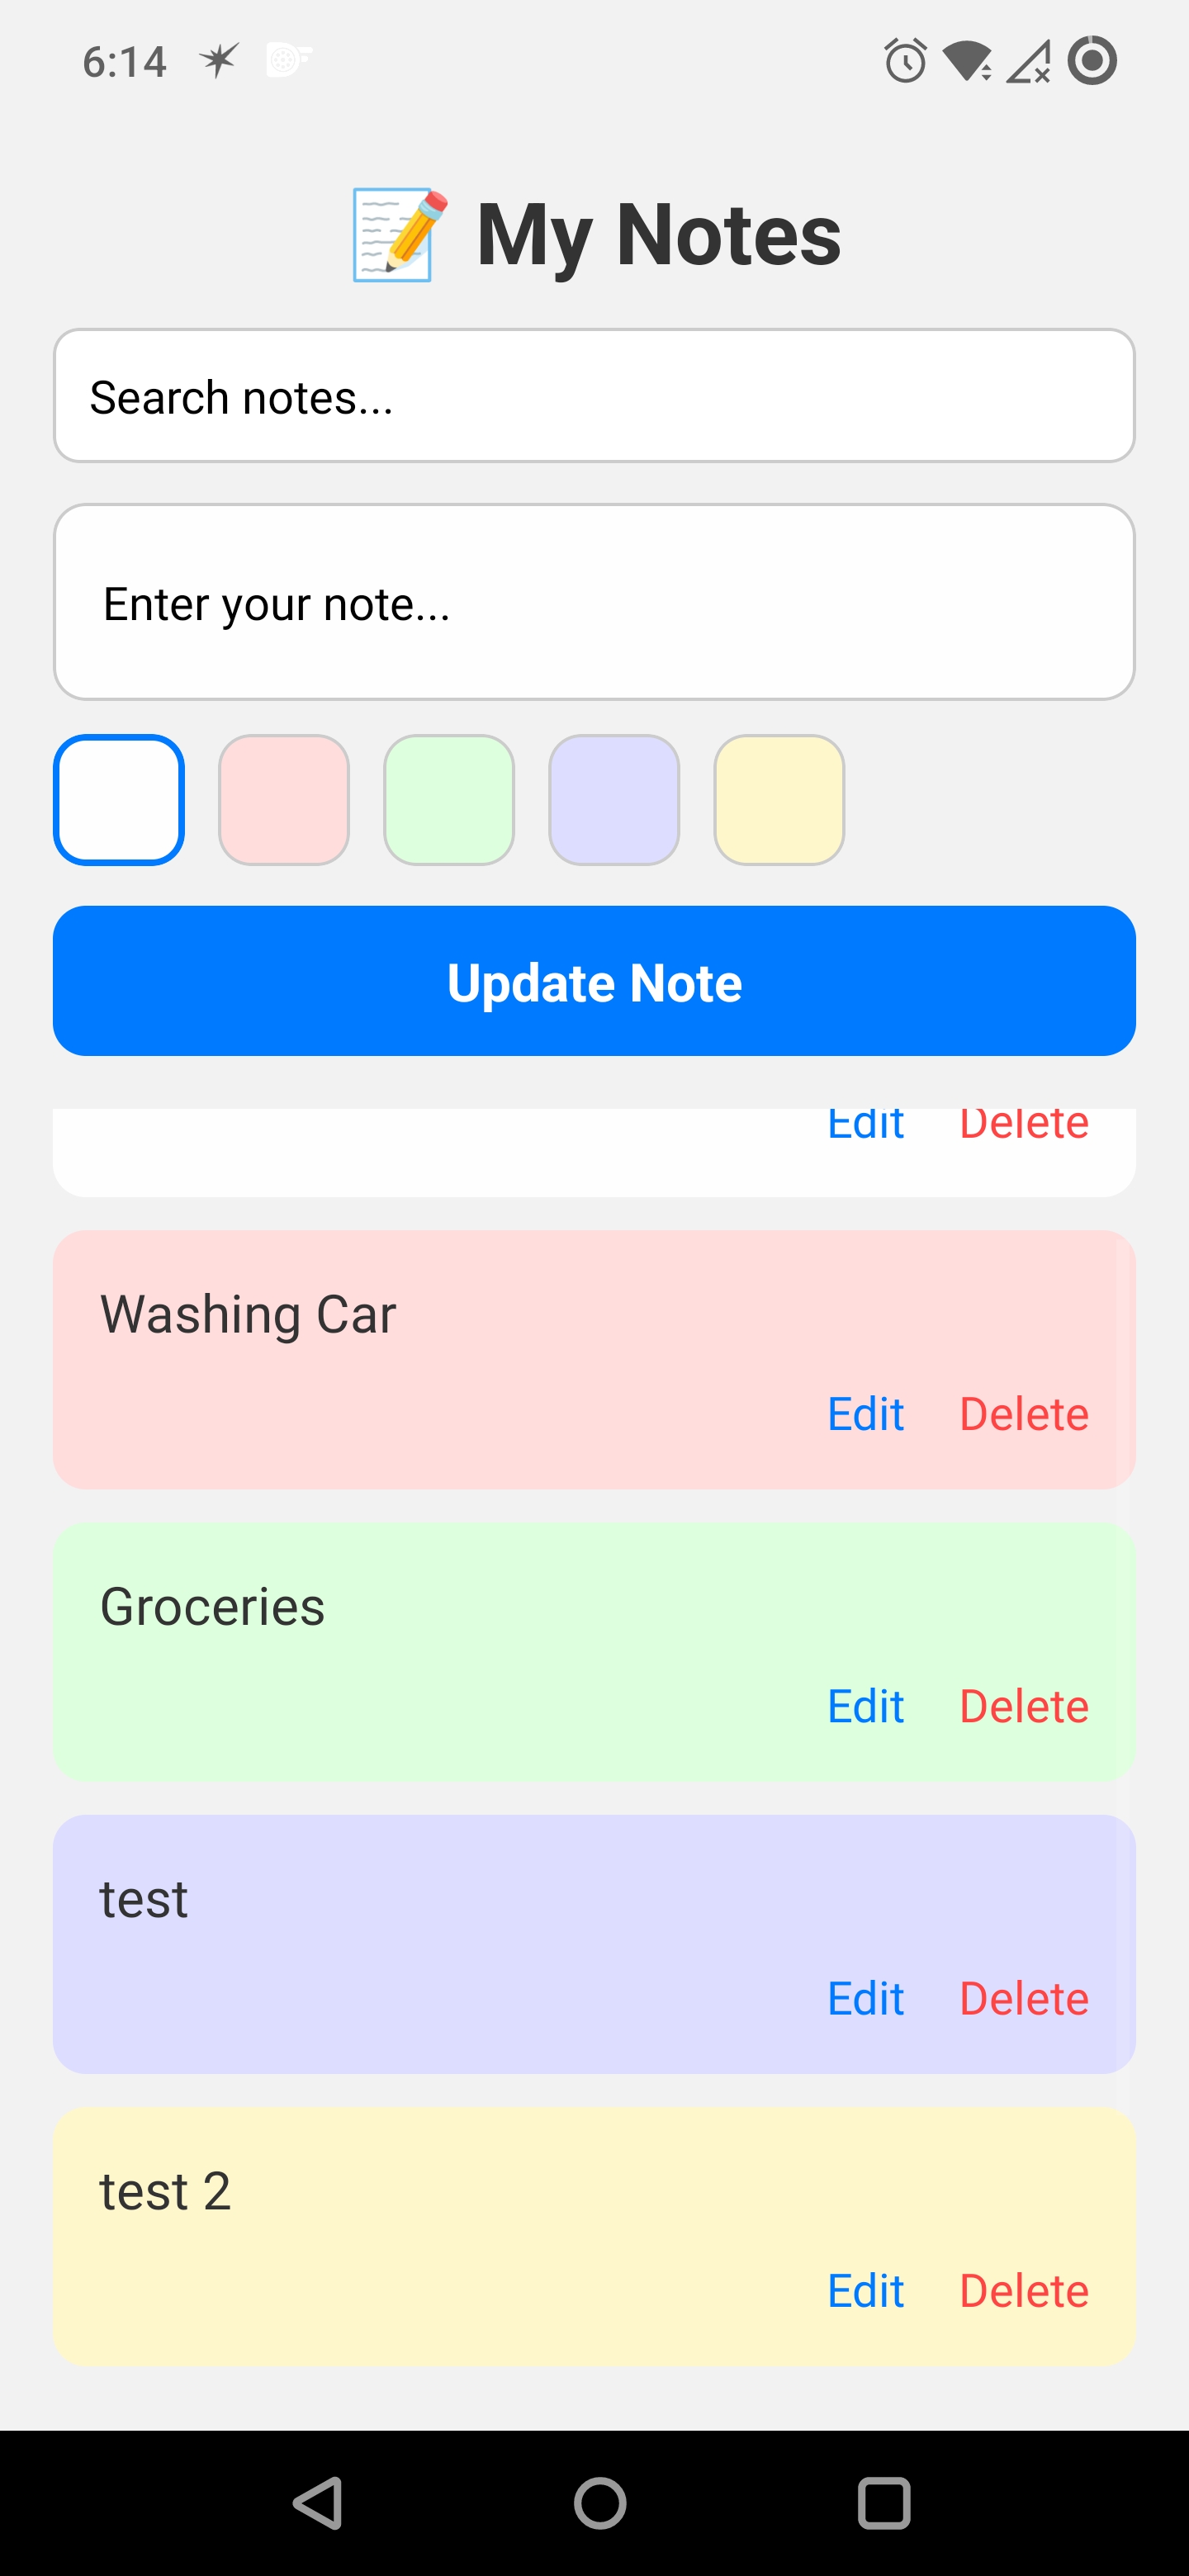 6:14
📝 My Notes
Search notes...
Enter your note...
Update Note
Edit Delete
Washing Car
Edit Delete
Groceries
Edit Delete
test
Edit Delete
test 2
Edit Delete